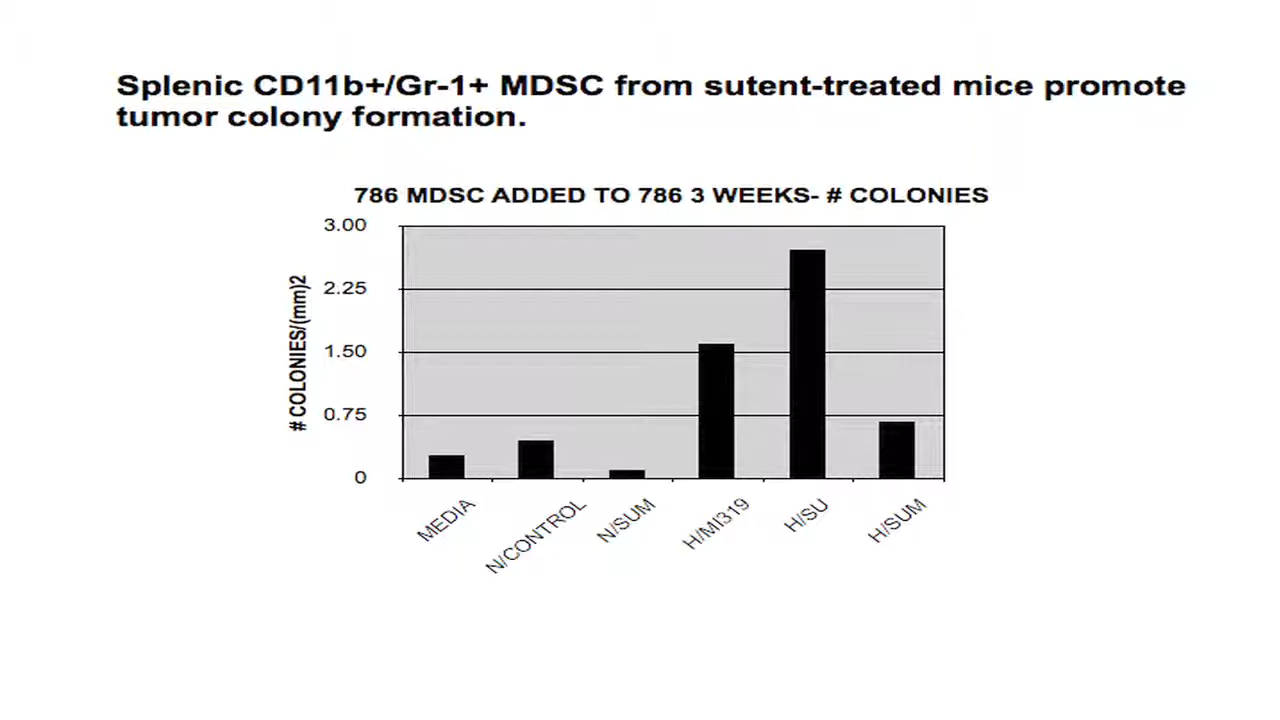 Splenic CD11b+/Gr-1+ MDSC from sutent-treated mice promote
tumor colony formation.
786 MDSC ADDED TO 786 3 WEEKS- # COLONIES
# COLONIES/(mm)2
3.00
2.25
1.50
0.75
0
MEDIA
N/CONTROL
N/SUM
H/MI319
H/SU
H/SUM